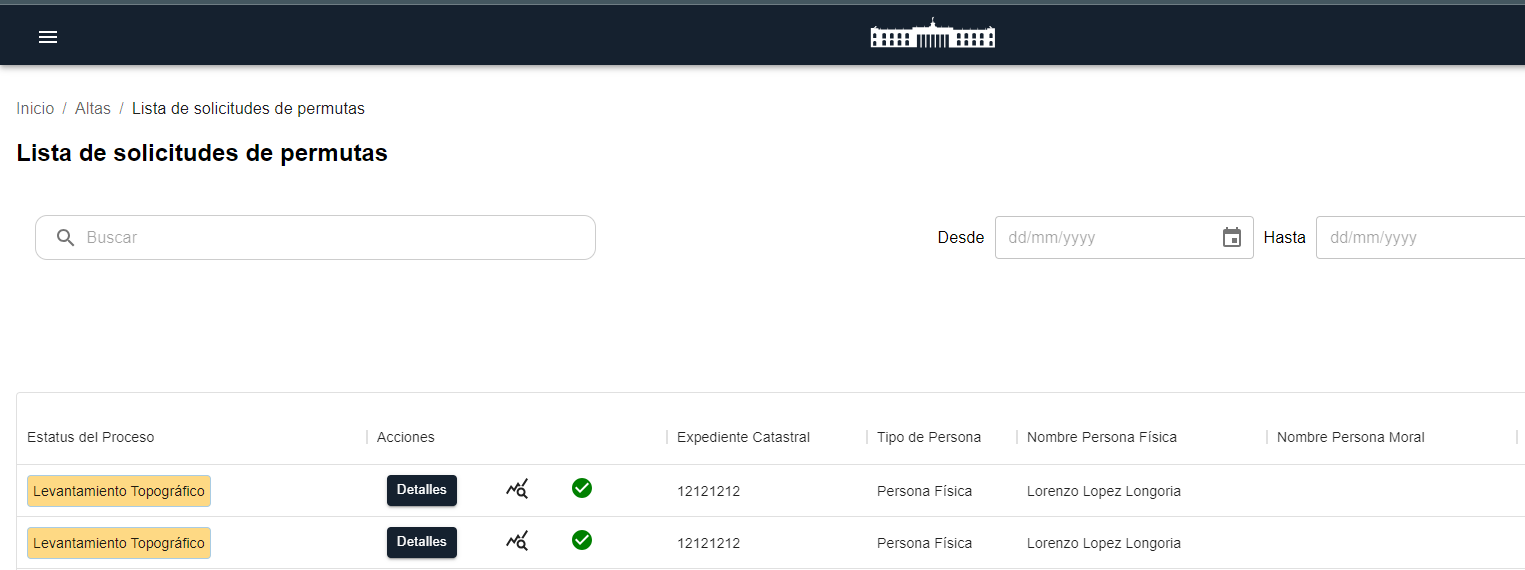 Inicio / Altas / Lista de solicitudes de permutas
Lista de solicitudes de permutas
Buscar Desde dd/mm/yyyy Hasta dd/mm/yyyy
Estatus del Proceso Acciones Expediente Catastral Tipo de Persona Nombre Persona Física Nombre Persona Moral
Levantamiento Topográfico Detalles 12121212 Persona Física Lorenzo Lopez Longoria
Levantamiento Topográfico Detalles 12121212 Persona Física Lorenzo Lopez Longoria